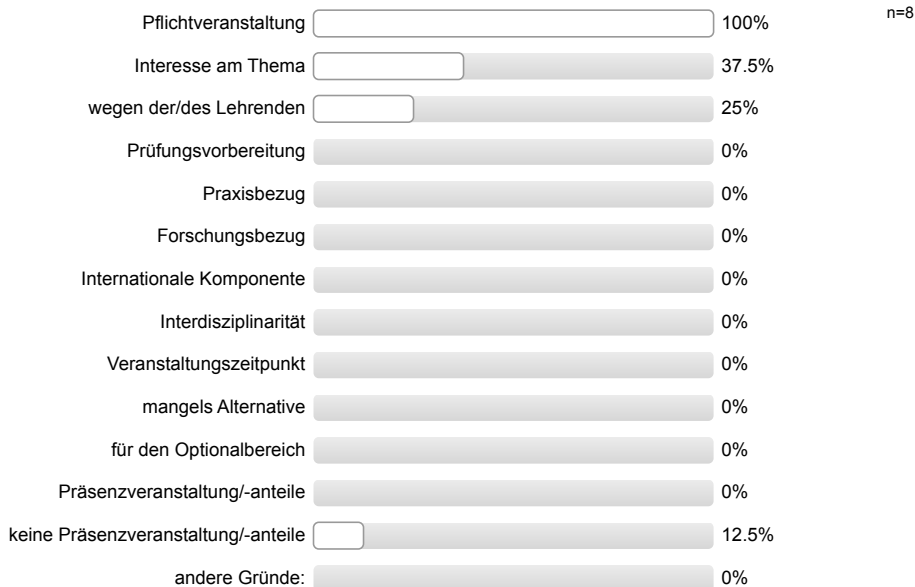 Pflichtveranstaltung 100% n=8
Interesse am Thema 37.5%
wegen der/des Lehrenden 25%
Prüfungsvorbereitung 0%
Praxisbezug 0%
Forschungsbezug 0%
Internationale Komponente 0%
Interdisziplinarität 0%
Veranstaltungszeitpunkt 0%
mangels Alternative 0%
für den Optionalbereich 0%
Präsenzveranstaltung/-anteile 0%
keine Präsenzveranstaltung/-anteile 12.5%
andere Gründe: 0%